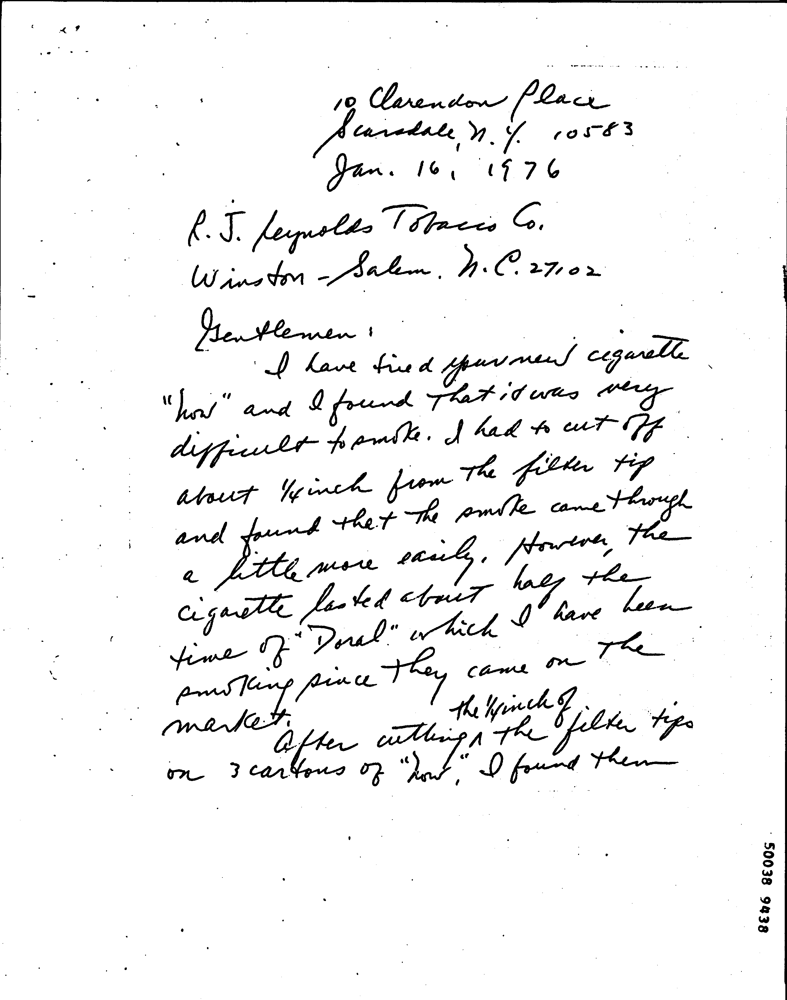 10 Clarendon Place
Scarsdale, N.Y. 10583
Jan. 16, 1976
R. J. Reynolds Tobacco Co.
Winston-Salem. N.C. 27102
Gentlemen:
I have tried your new cigarette
"Now" and I found that it was very
difficult to smoke. I had to cut off
about 1/4 inch from the filter tip
and found that the smoke came through
a little more easily. However, the
cigarette lasted about half the
time of "Doral" which I have been
smoking since they came on the
market.
After cutting the 1/4 inch of the filter tips
on 3 cartons of "Now", I found them
50038 9438